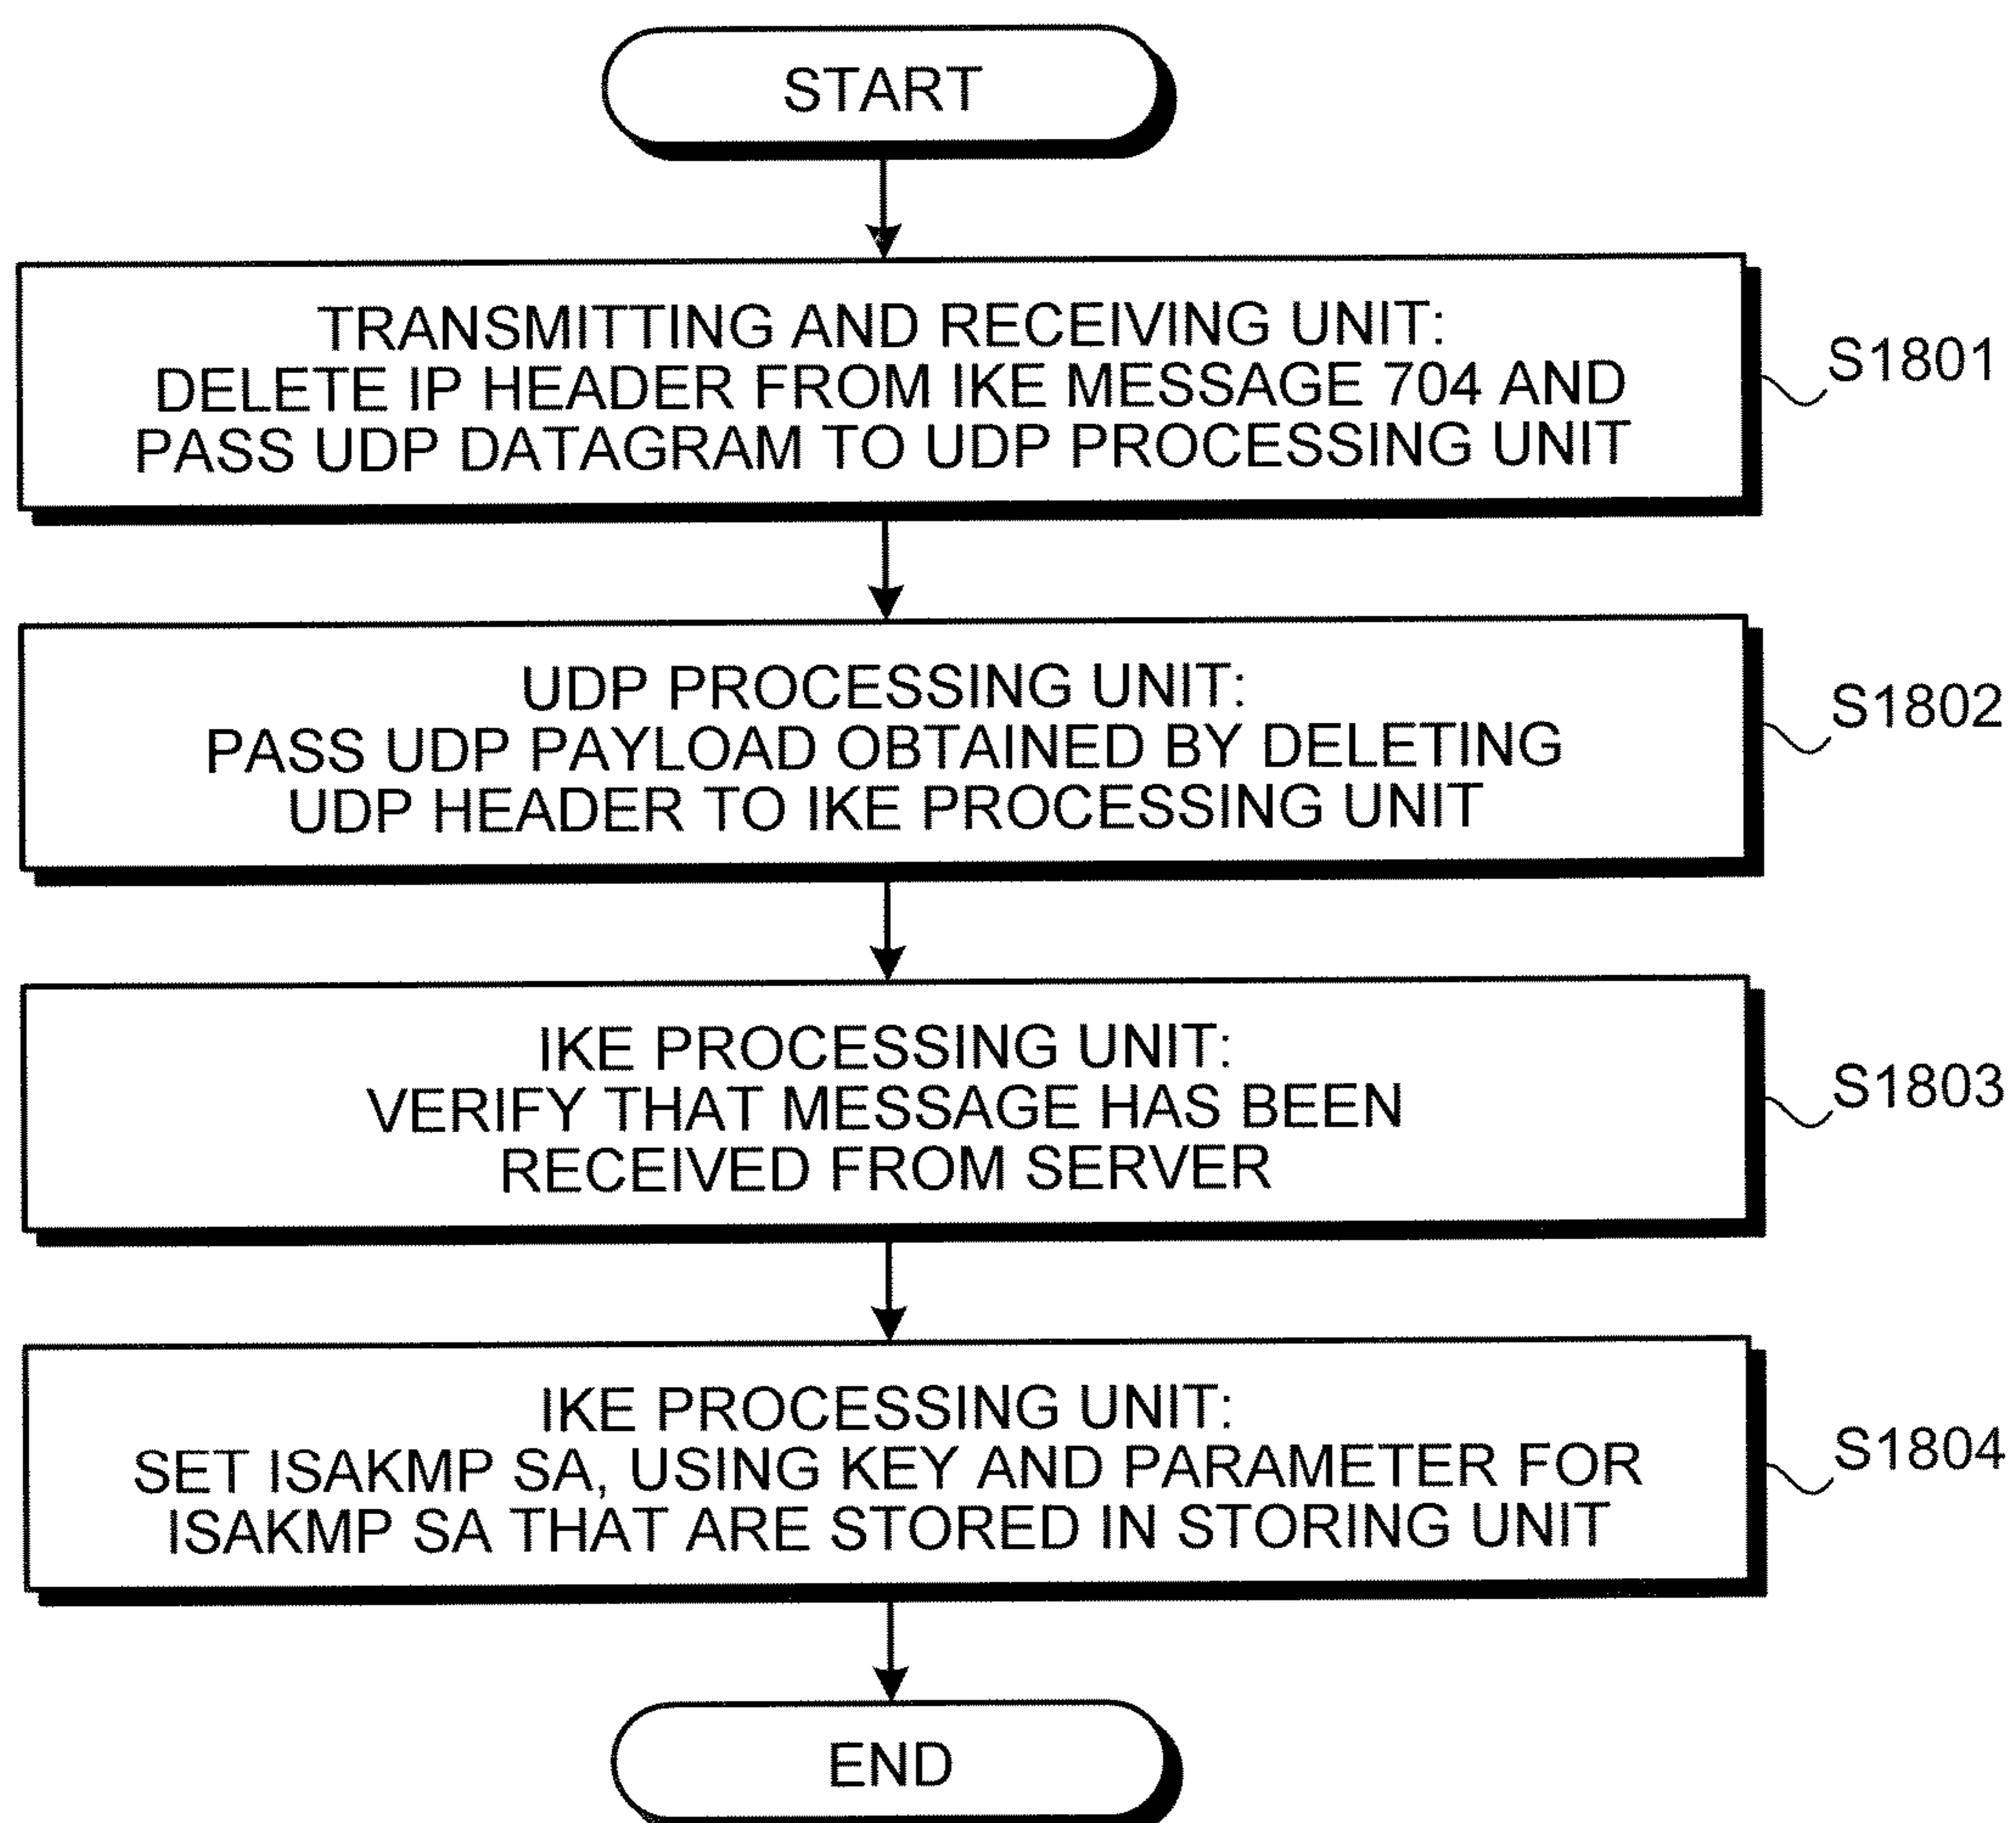 START
TRANSMITTING AND RECEIVING UNIT:
DELETE IP HEADER FROM IKE MESSAGE 704 AND
PASS UDP DATAGRAM TO UDP PROCESSING UNIT
S1801
UDP PROCESSING UNIT:
PASS UDP PAYLOAD OBTAINED BY DELETING
UDP HEADER TO IKE PROCESSING UNIT
S1802
IKE PROCESSING UNIT:
VERIFY THAT MESSAGE HAS BEEN
RECEIVED FROM SERVER
S1803
IKE PROCESSING UNIT:
SET ISAKMP SA, USING KEY AND PARAMETER FOR
ISAKMP SA THAT ARE STORED IN STORING UNIT
S1804
END